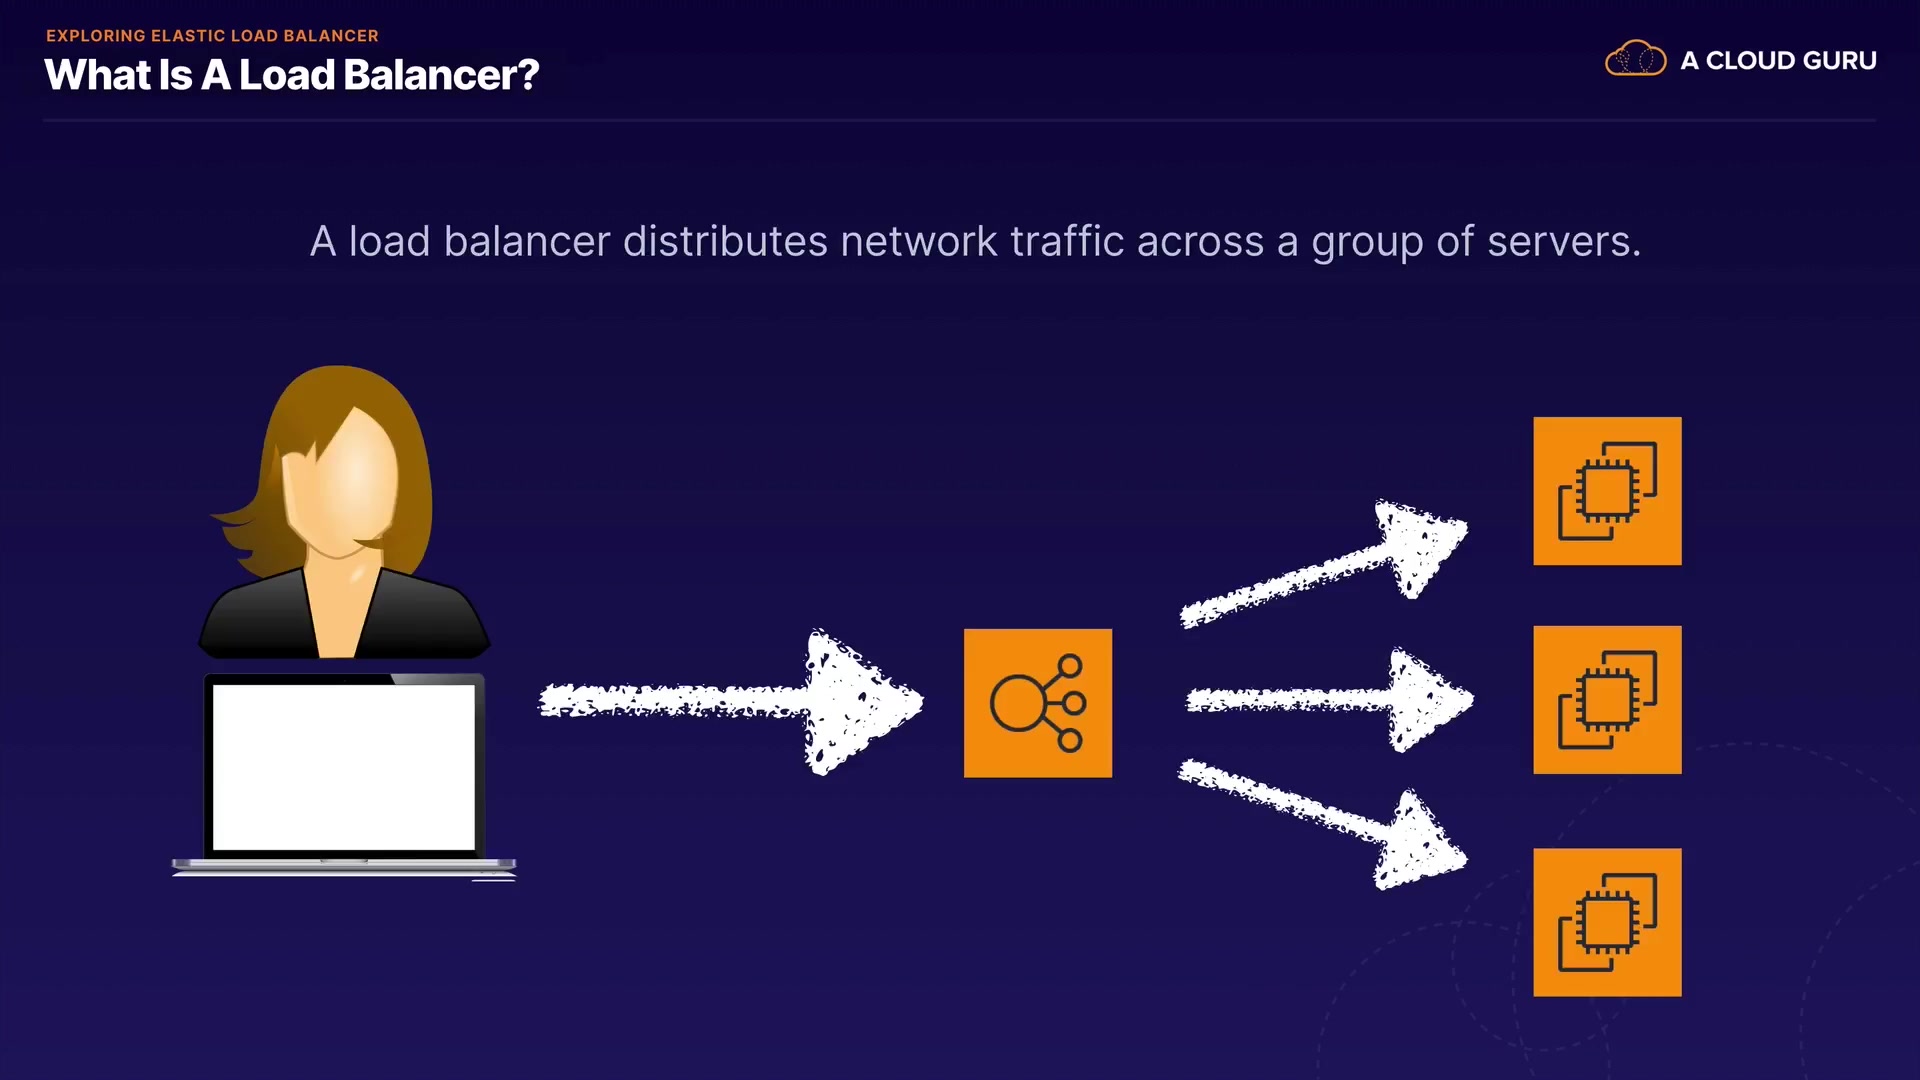 EXPLORING ELASTIC LOAD BALANCER
What Is A Load Balancer?
A CLOUD GURU
A load balancer distributes network traffic across a group of servers.